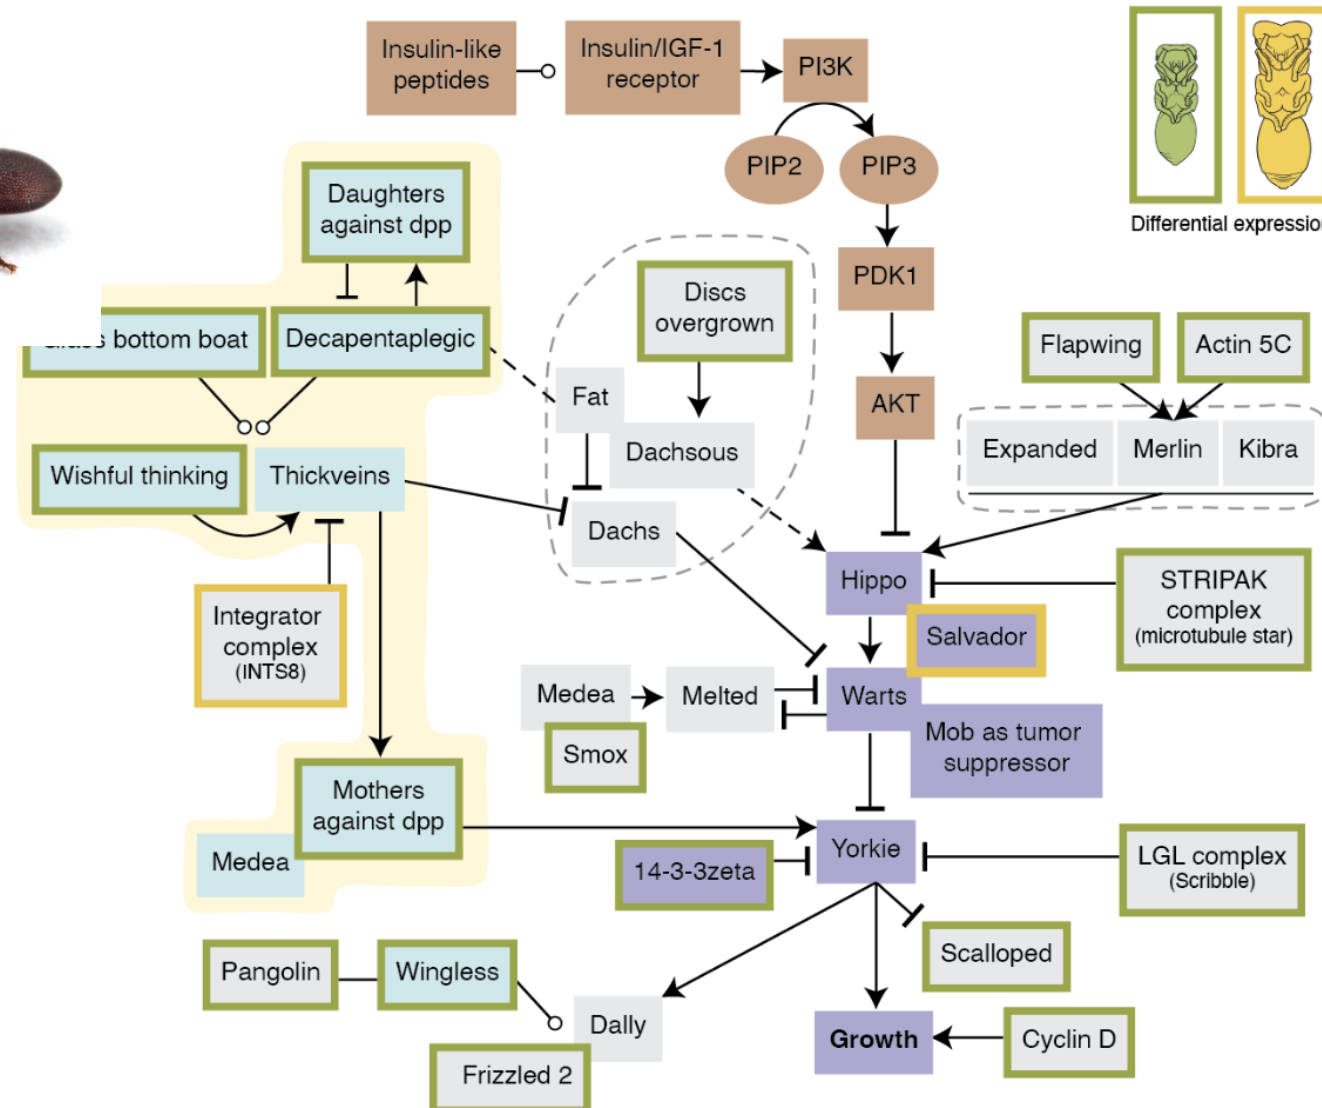 Insulin-like
peptides
Insulin/IGF-1
receptor
PI3K
PIP2
PIP3
Differential expression
Daughters
against dpp
PDK1
Discs
overgrown
bottom boat
Decapentaplegic
Flapwing
Actin 5C
Fat
AKT
Dachsous
Expanded
Merlin
Kibra
Wishful thinking
Thickveins
Dachs
Hippo
STRIPAK
complex
(microtubule star)
Integrator
complex
(INTS8)
Salvador
Medea
Melted
Warts
Smox
Mob as tumor
suppressor
Mothers
against dpp
Medea
Yorkie
14-3-3zeta
LGL complex
(Scribble)
Pangolin
Wingless
Scalloped
Dally
Growth
Cyclin D
Frizzled 2